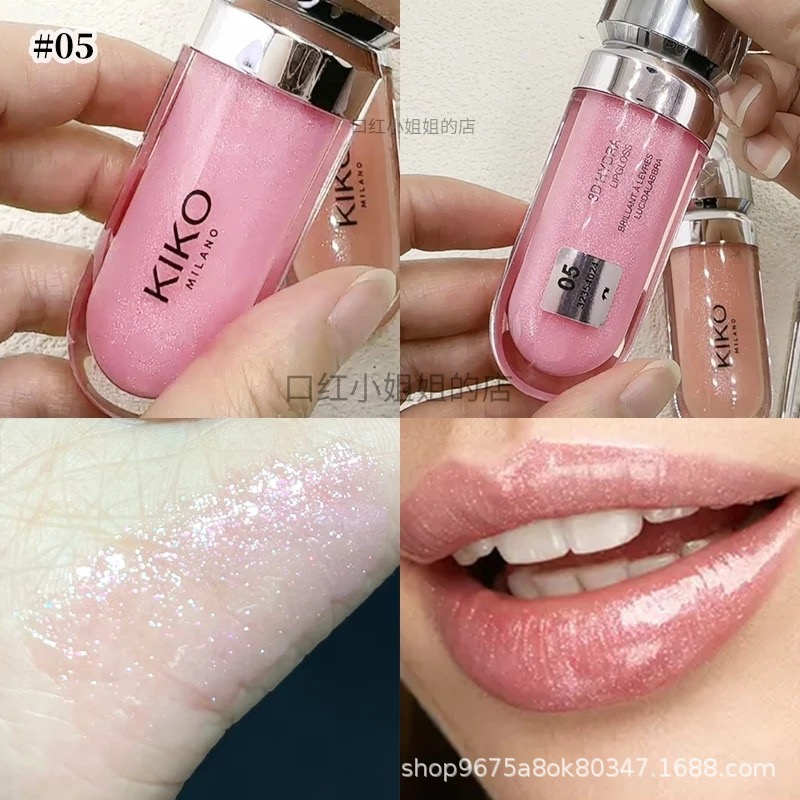 #05
口红小姐姐的店
KIKO
MILANO
KIKO
MILANO
3D HYDRA
LIPGLOSS
BRILLANT À LÈVRES
LUCIDALABBRA
05
KIKO
MILANO
口红小姐姐的店
shop9675a8ok80347.1688.com